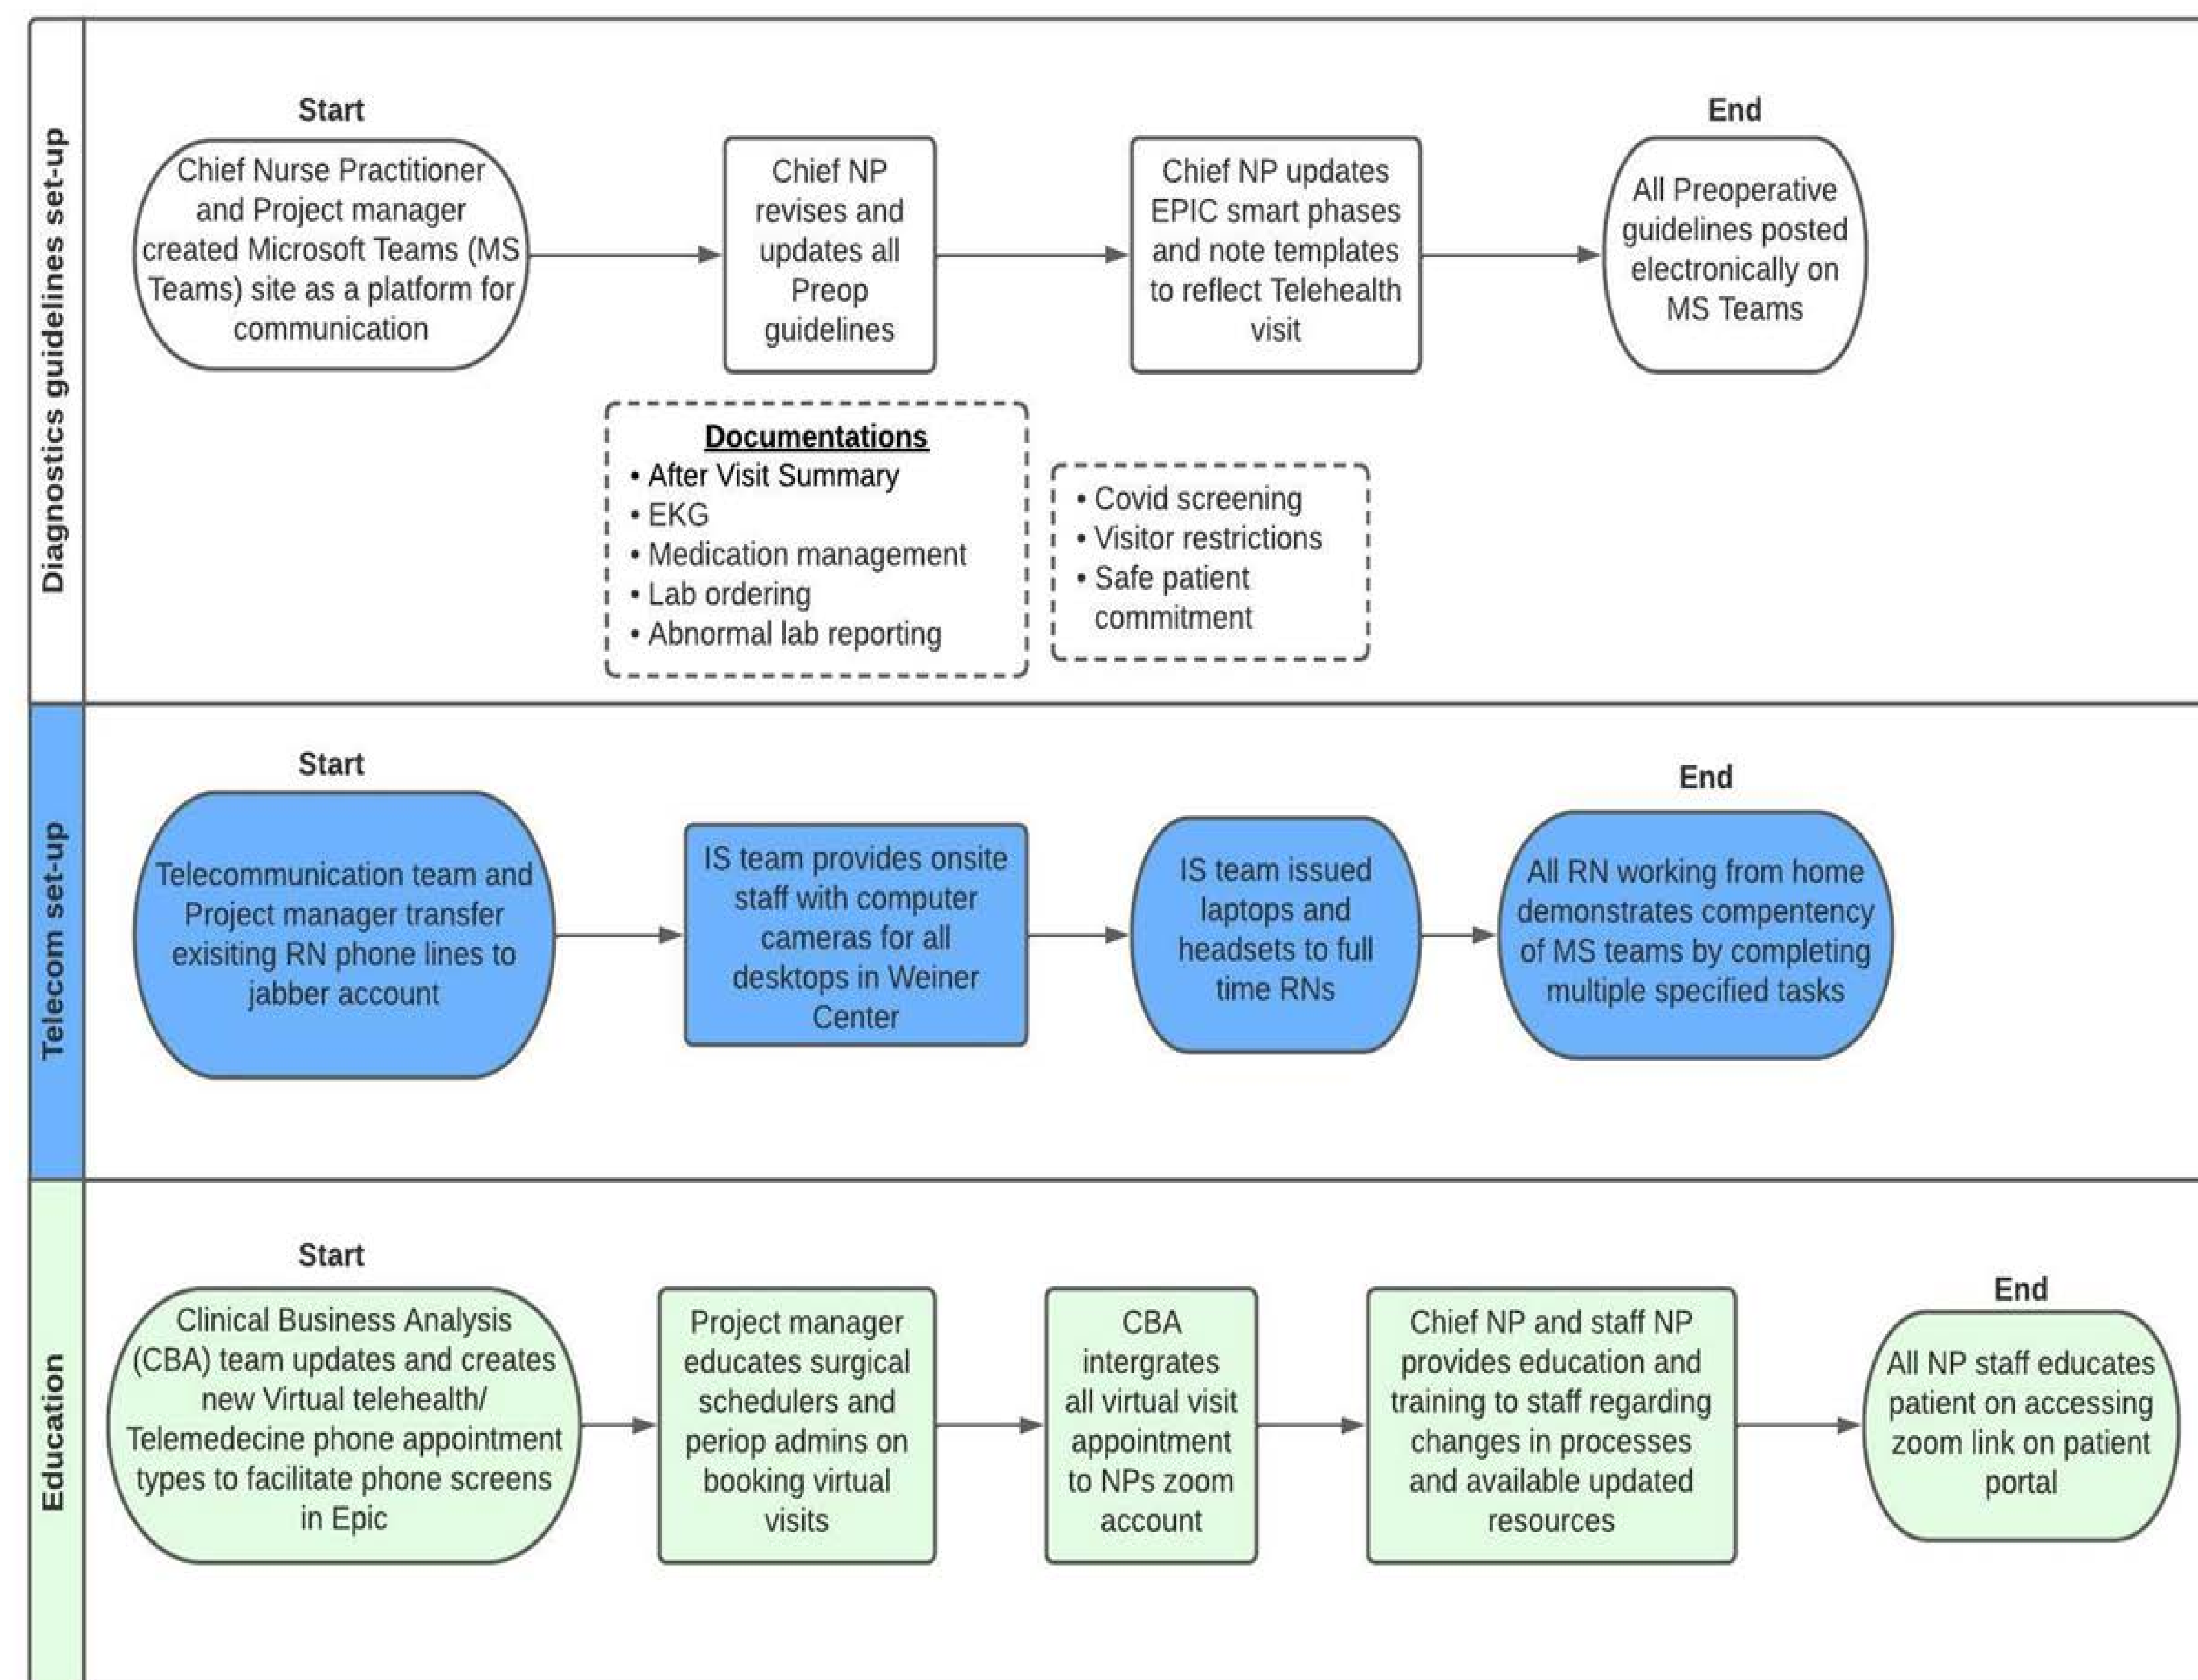 Diagnostics guidelines set-up
Start
Chief Nurse Practitioner
and Project manager
created Microsoft Teams (MS
Teams) site as a platform for
communication
Chief NP
revises and
updates all
Preop
guidelines
Chief NP updates
EPIC smart phases
and note templates
to reflect Telehealth
visit
End
All Preoperative
guidelines posted
electronically on
MS Teams
Documentations
• After Visit Summary
• EKG
• Medication management
• Lab ordering
• Abnormal lab reporting
• Covid screening
• Visitor restrictions
• Safe patient
commitment
Telecom set-up
Start
Telecommunication team and
Project manager transfer
exisiting RN phone lines to
jabber account
IS team provides onsite
staff with computer
cameras for all
desktops in Weiner
Center
IS team issued
laptops and
headsets to full
time RNs
End
All RN working from home
demonstrates compentency
of MS teams by completing
multiple specified tasks
Education
Start
Clinical Business Analysis
(CBA) team updates and creates
new Virtual telehealth/
Telemedecine phone appointment
types to facilitate phone screens
in Epic
Project manager
educates surgical
schedulers and
periop admins on
booking virtual
visits
CBA
intergrates
all virtual visit
appointment
to NPs zoom
account
Chief NP and staff NP
provides education and
training to staff regarding
changes in processes
and available updated
resources
End
All NP staff educates
patient on accessing
zoom link on patient
portal